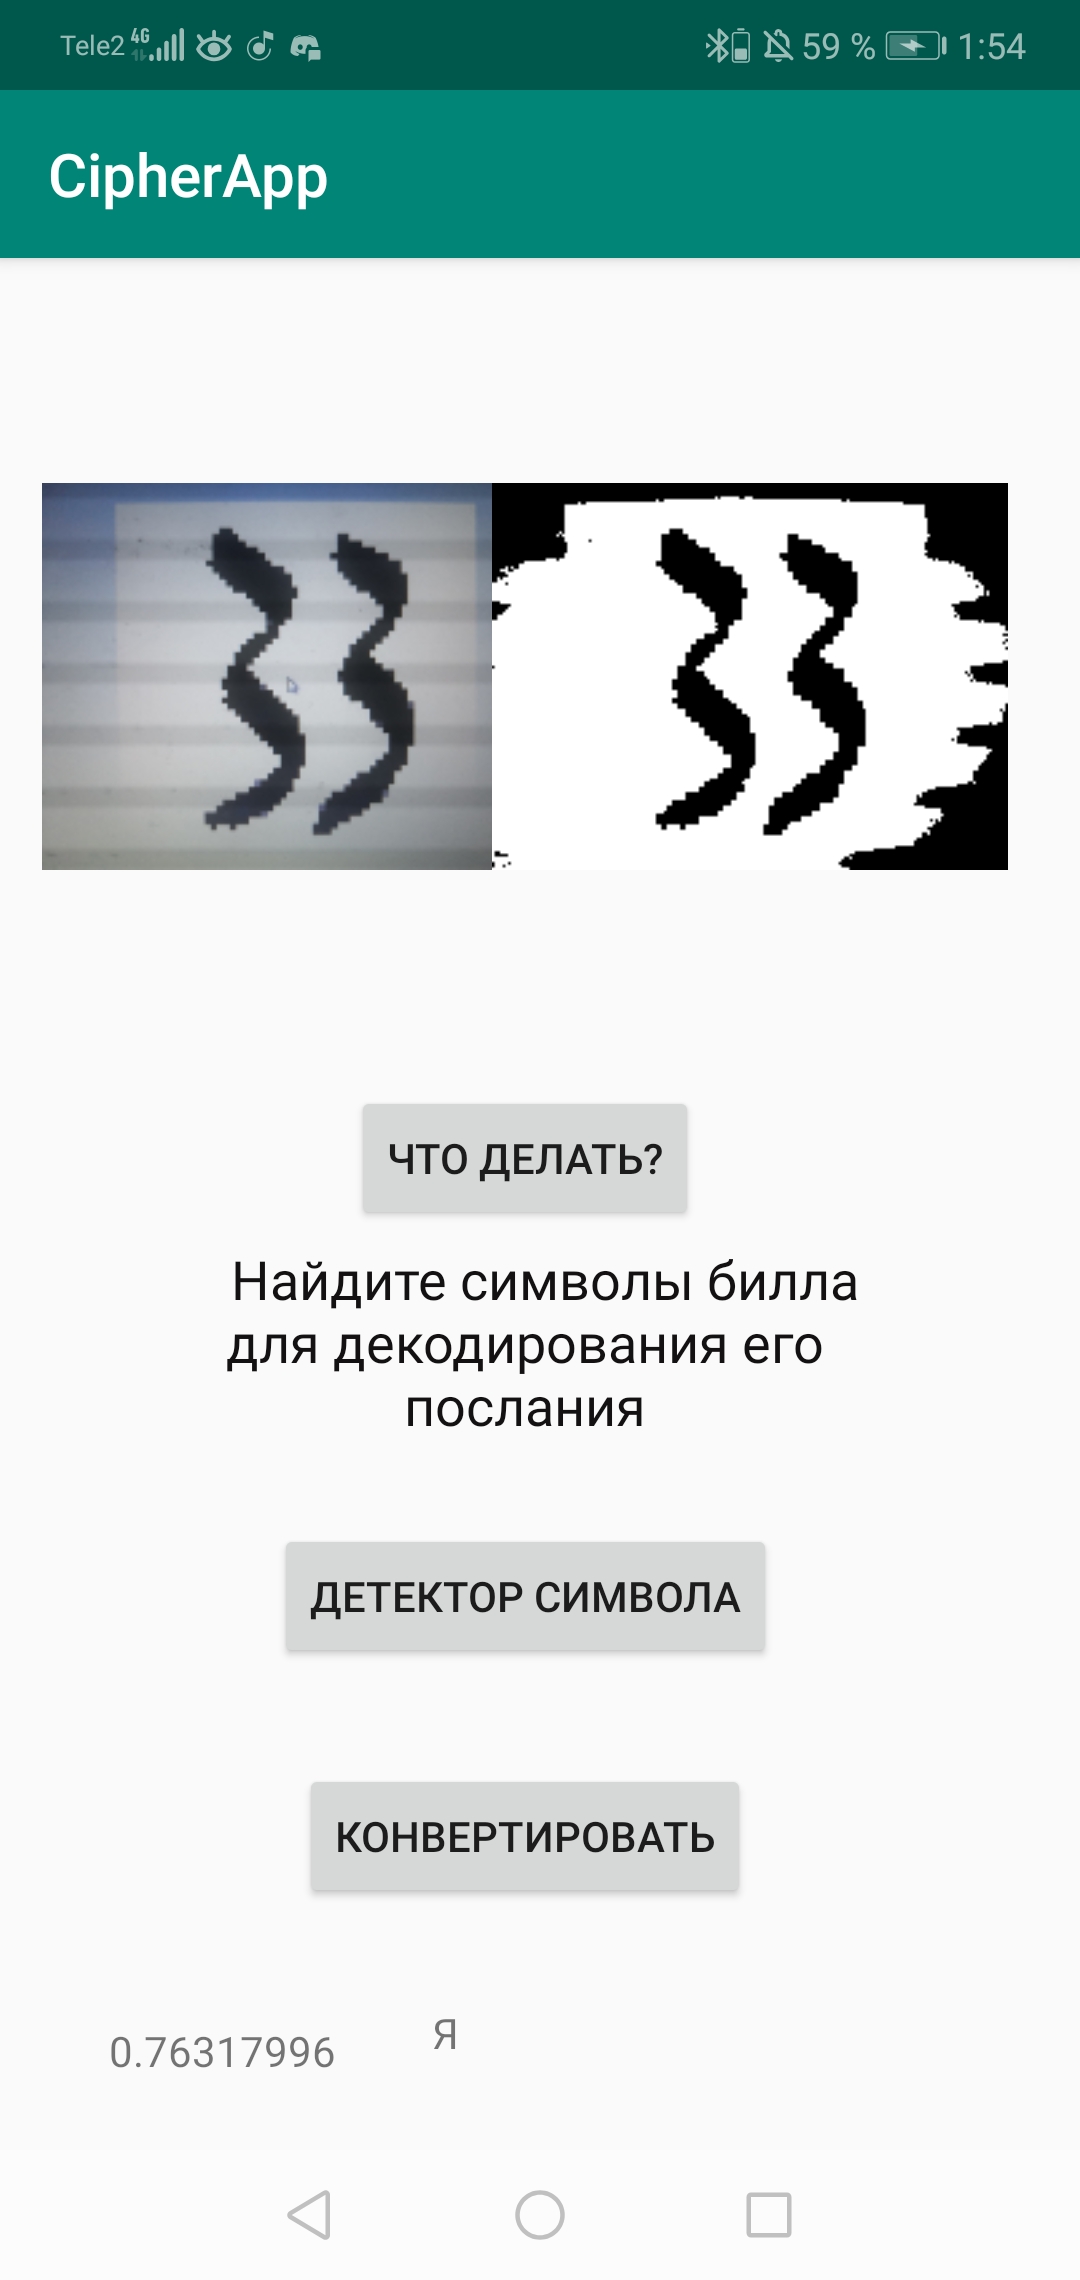 Tele2 4G 59 % 1:54
CipherApp
ЧТО ДЕЛАТЬ?
Найдите символы билла
для декодирования его
послания
ДЕТЕКТОР СИМВОЛА
КОНВЕРТИРОВАТЬ
0.76317996 Я